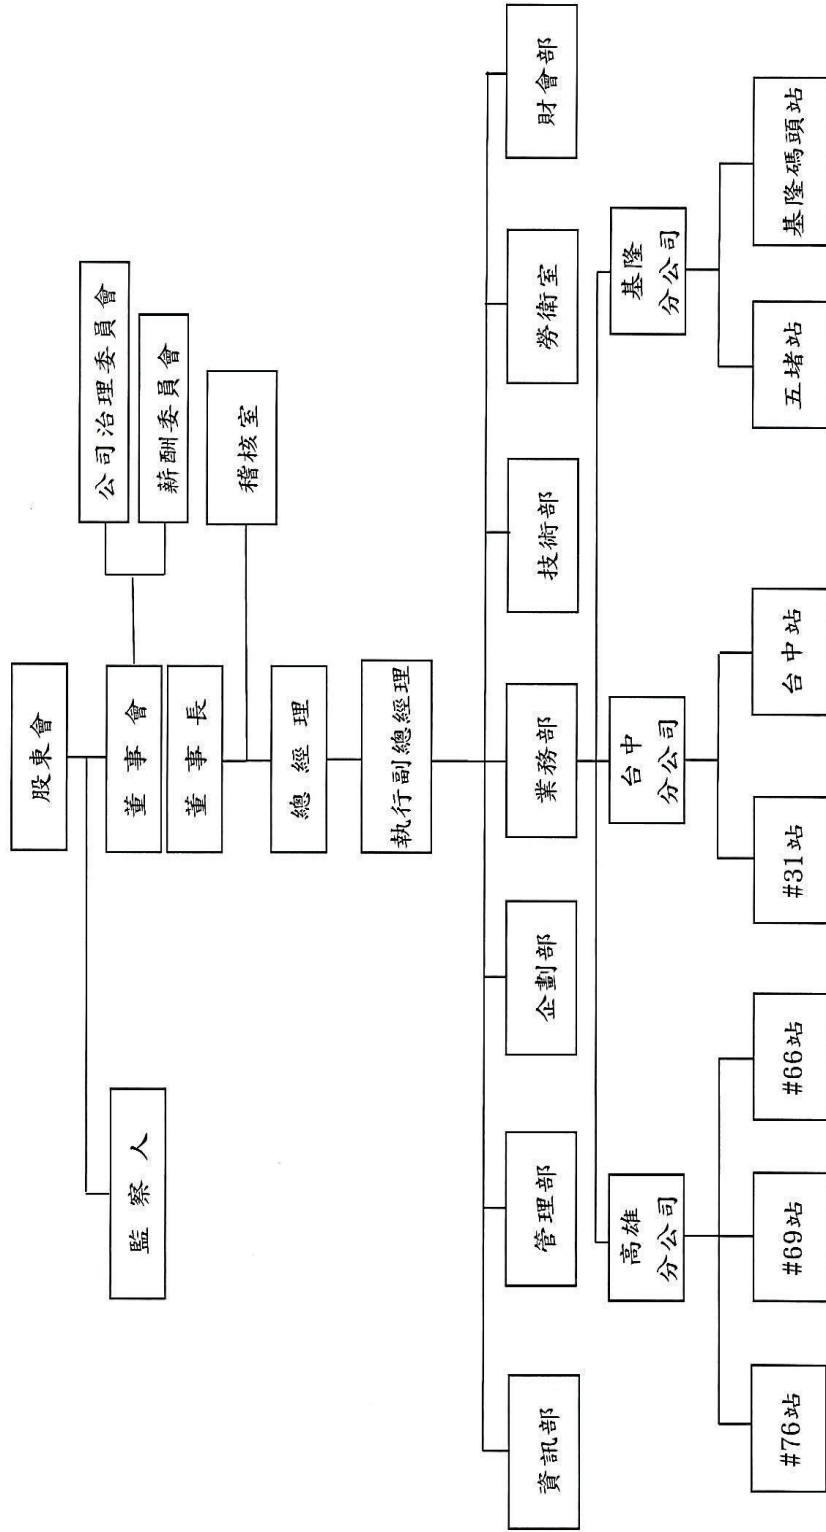 股東會
公司治理委員會
監察人
董事會
薪酬委員會
董事長
稽核室
總經理
執行副總經理
資訊部
管理部
企劃部
業務部
技術部
勞衛室
財會部
高雄
分公司
台中
分公司
基隆
分公司
#76站
#69站
#66站
#31站
台中站
五堵站
基隆碼頭站